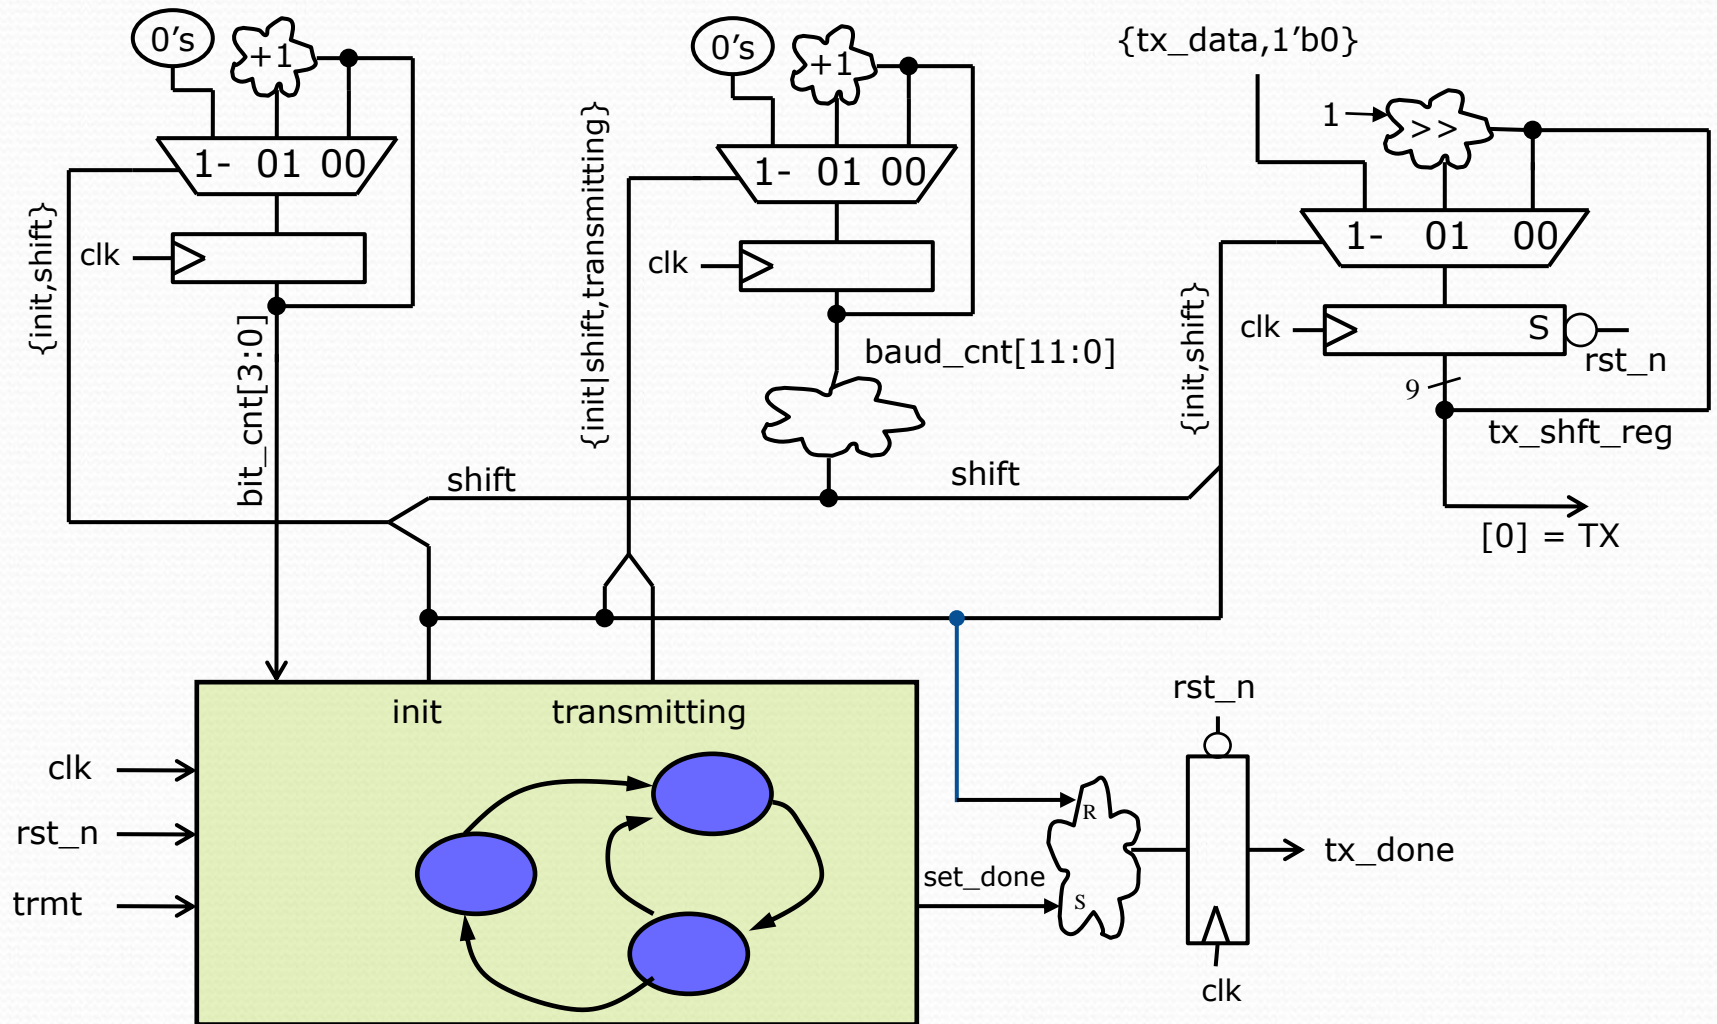 0's
+1
1- 01 00
clk
{init,shift}
bit_cnt[3:0]
0's
+1
1- 01 00
clk
{init|shift,transmitting}
baud_cnt[11:0]
{tx_data,1'b0}
1
>>
1- 01 00
clk
S
rst_n
{init,shift}
9
tx_shft_reg
[0] = TX
shift
shift
init
transmitting
clk
rst_n
trmt
set_done
R
S
rst_n
tx_done
clk